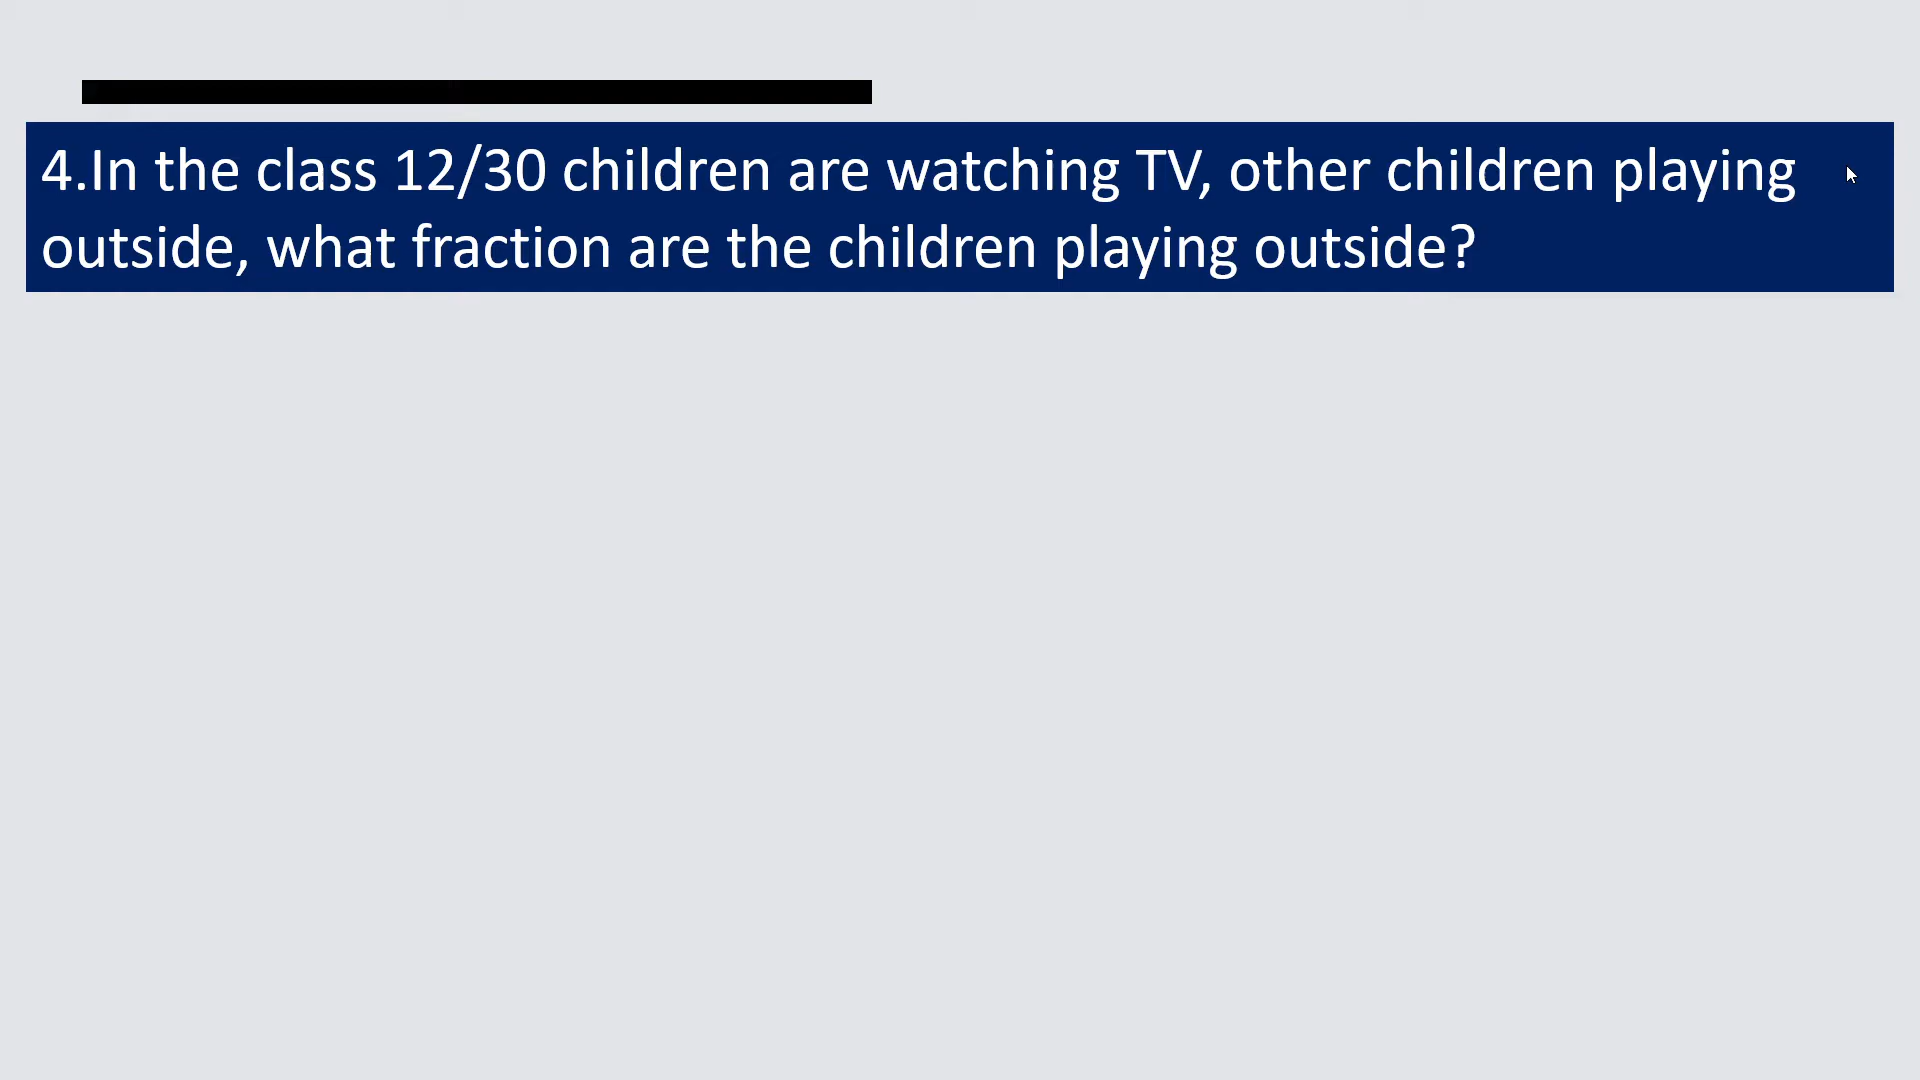 4.In the class 12/30 children are watching TV, other children playing
outside, what fraction are the children playing outside?